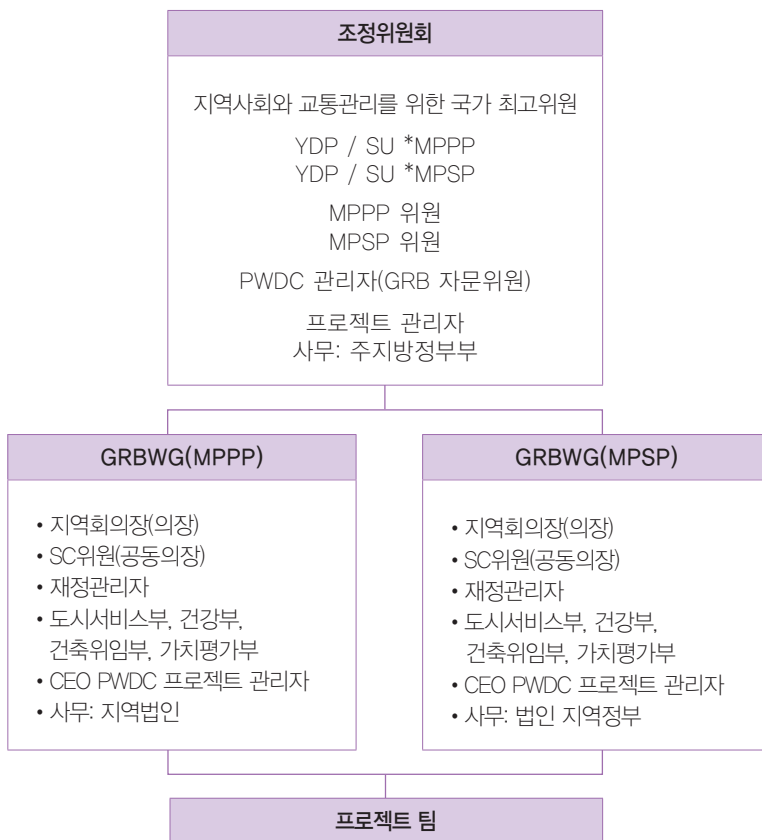 조정위원회
지역사회와 교통관리를 위한 국가 최고위원
YDP / SU *MPPP
YDP / SU *MPSP
MPPP 위원
MPSP 위원
PWDC 관리자(GRB 자문위원)
프로젝트 관리자
사무: 주지방정부부
GRBWG(MPPP)
• 지역회의장(의장)
• SC위원(공동의장)
• 재정관리자
• 도시서비스부, 건강부,
건축위임부, 가치평가부
• CEO PWDC 프로젝트 관리자
• 사무: 지역법인
GRBWG(MPSP)
• 지역회의장(의장)
• SC위원(공동의장)
• 재정관리자
• 도시서비스부, 건강부,
건축위임부, 가치평가부
• CEO PWDC 프로젝트 관리자
• 사무: 법인 지역정부
프로젝트 팀